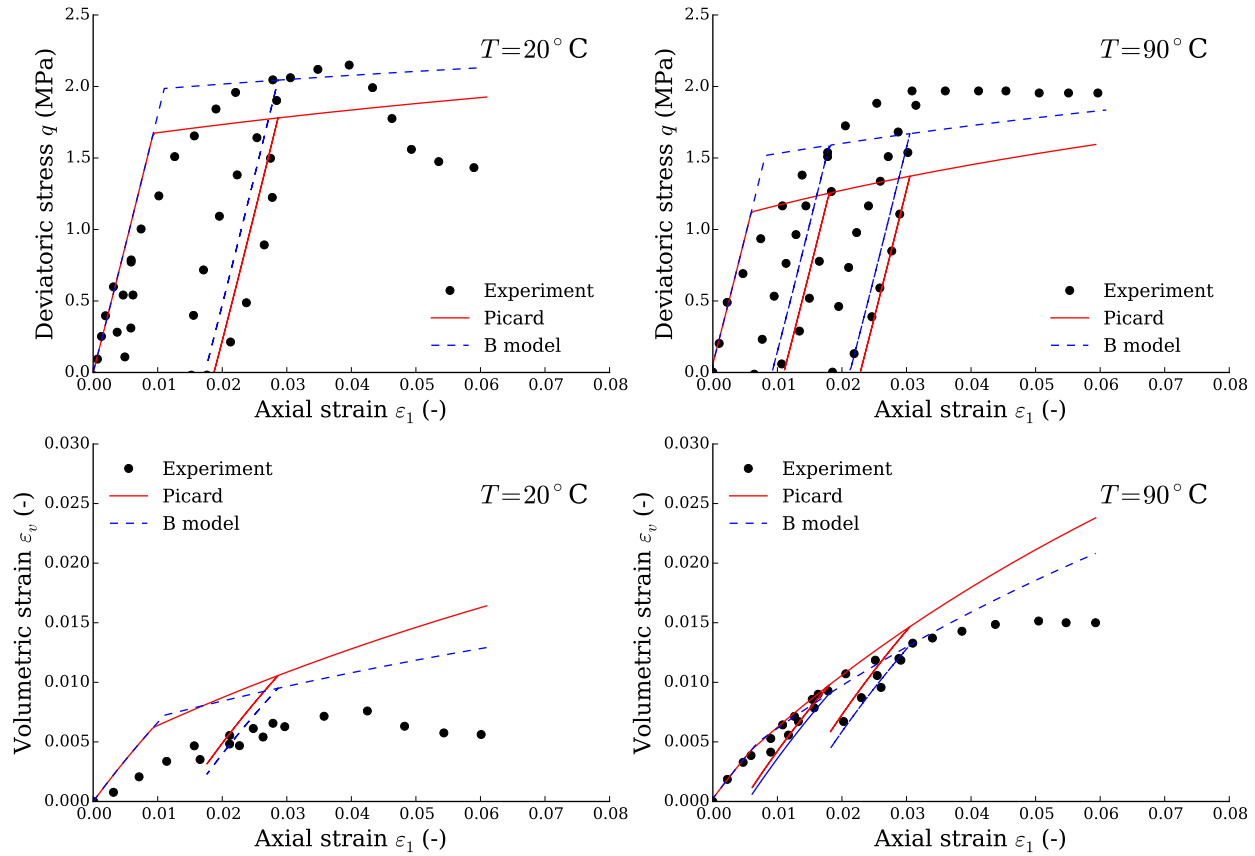 2.5
2.0
1.5
1.0
0.5
0.0
0.00 0.01 0.02 0.03 0.04 0.05 0.06 0.07 0.08
Deviatoric stress q (MPa)
Axial strain ε₁ (-)
T=20°C
Experiment
Picard
B model
2.5
2.0
1.5
1.0
0.5
0.0
0.00 0.01 0.02 0.03 0.04 0.05 0.06 0.07 0.08
Deviatoric stress q (MPa)
Axial strain ε₁ (-)
T=90°C
Experiment
Picard
B model
0.030
0.025
0.020
0.015
0.010
0.005
0.000
0.00 0.01 0.02 0.03 0.04 0.05 0.06 0.07 0.08
Volumetric strain εᵥ (-)
Axial strain ε₁ (-)
Experiment
Picard
B model
T=20°C
0.030
0.025
0.020
0.015
0.010
0.005
0.000
0.00 0.01 0.02 0.03 0.04 0.05 0.06 0.07 0.08
Volumetric strain εᵥ (-)
Axial strain ε₁ (-)
Experiment
Picard
B model
T=90°C